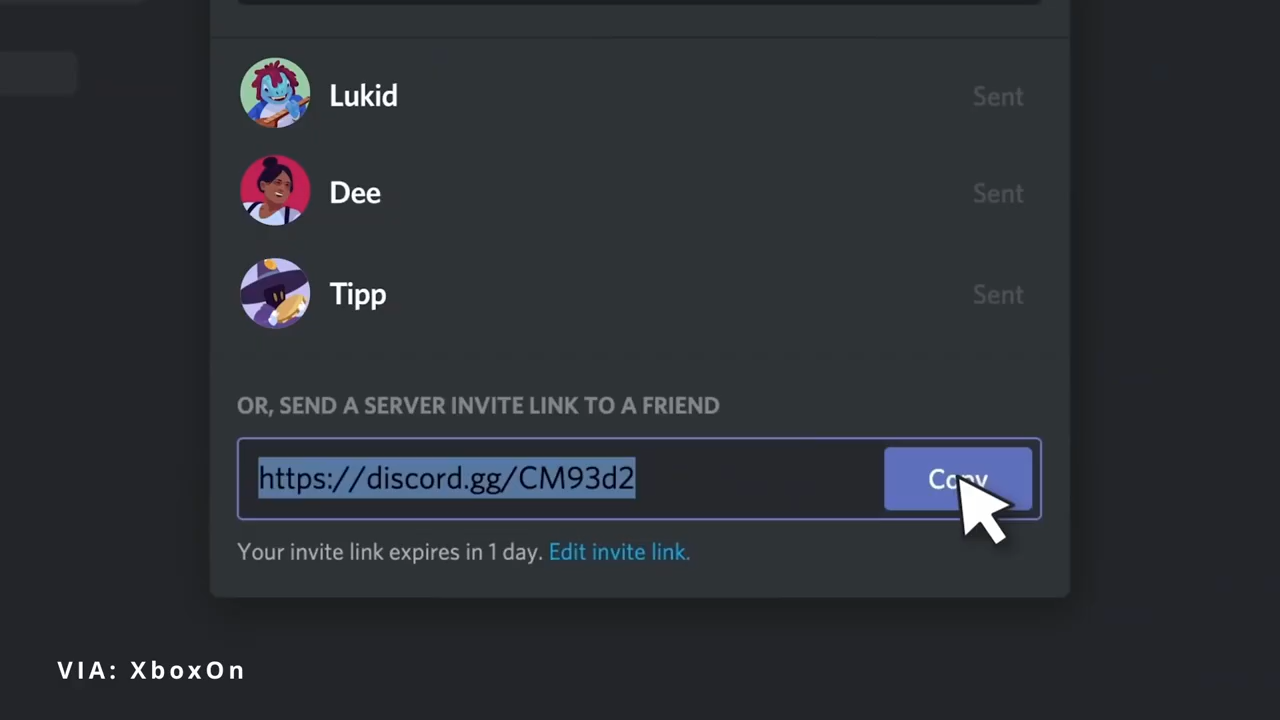 Lukid Sent
Dee Sent
Tipp Sent
OR, SEND A SERVER INVITE LINK TO A FRIEND
https://discord.gg/CM93d2 Copy
Your invite link expires in 1 day. Edit invite link.
VIA: XboxOn